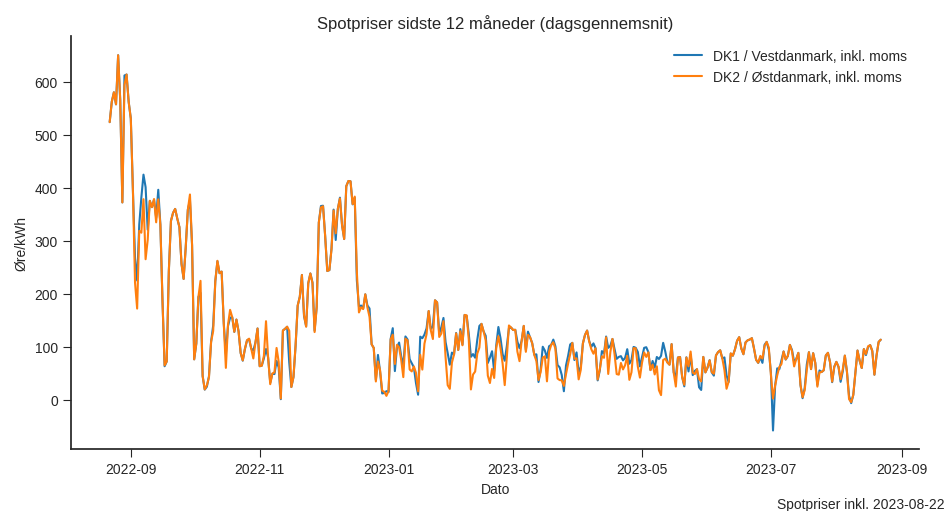 Spotpriser sidste 12 måneder (dagsgennemsnit)
DK1 / Vestdanmark, inkl. moms
DK2 / Østdanmark, inkl. moms
600
500
400
300
200
100
0
Øre/kWh
2022-09
2022-11
2023-01
2023-03
2023-05
2023-07
2023-09
Dato
Spotpriser inkl. 2023-08-22